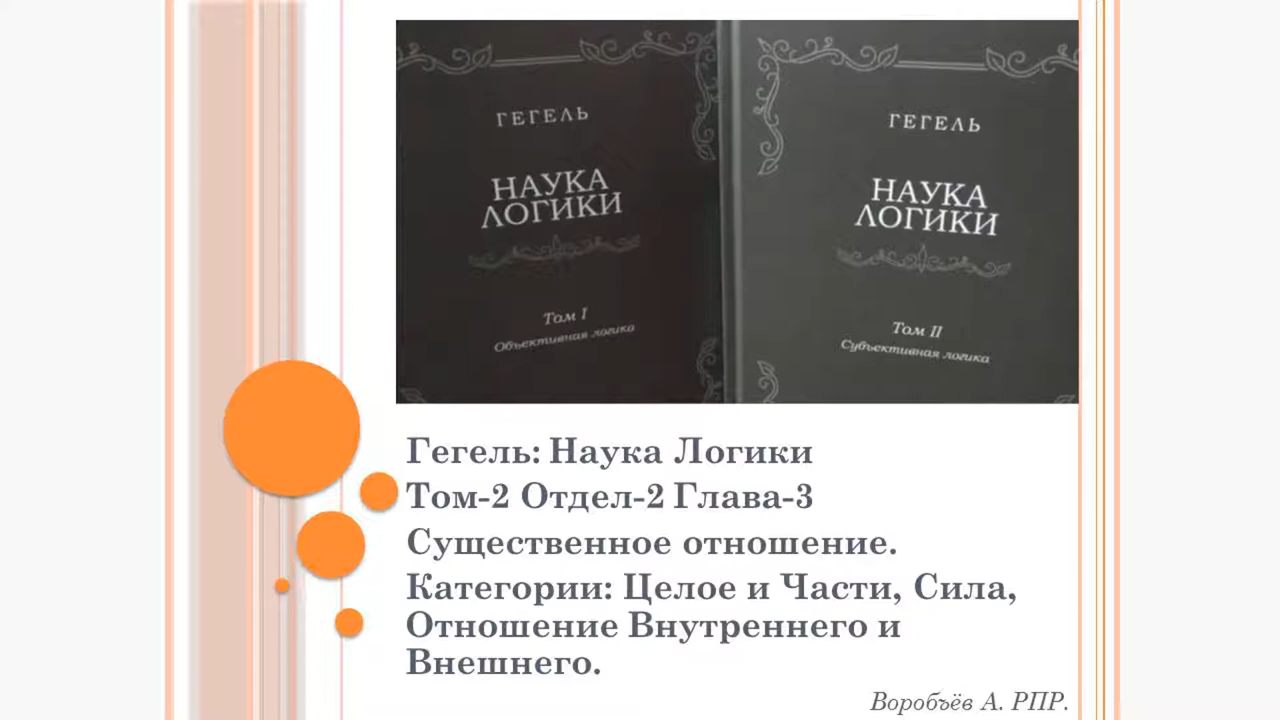 ГЕГЕЛЬ
НАУКА
ЛОГИКИ
Том I
Объективная логика
ГЕГЕЛЬ
НАУКА
ЛОГИКИ
Том II
Субъективная логика
Гегель: Наука Логики
Том-2 Отдел-2 Глава-3
Существенное отношение.
Категории: Целое и Части, Сила,
Отношение Внутреннего и
Внешнего.
Воробъёв А. РПР.